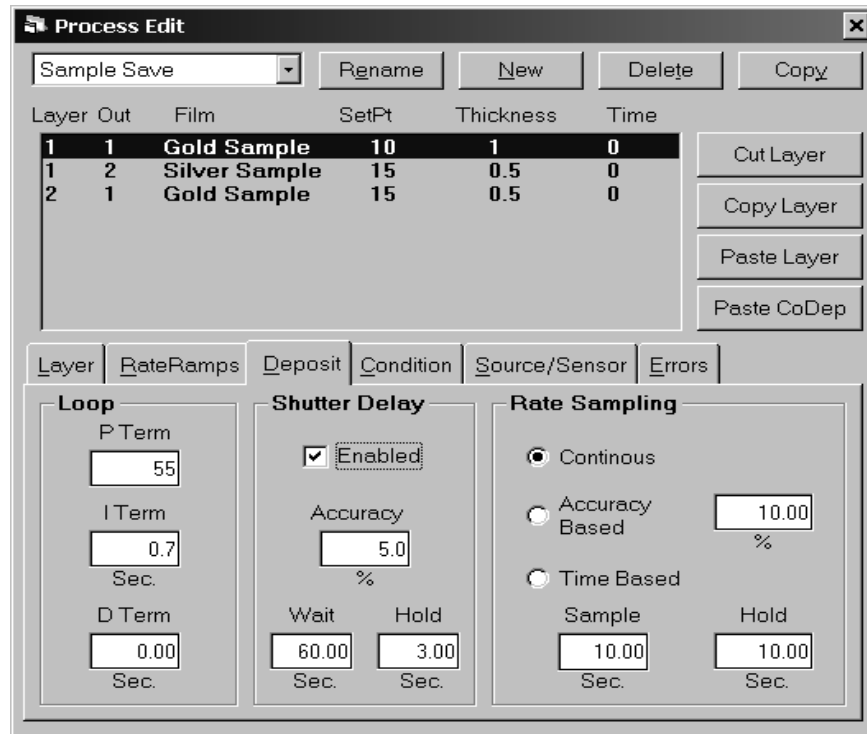 Process Edit
Sample Save Rename New Delete Copy
Layer Out Film SetPt Thickness Time
1 1 Gold Sample 10 1 0
1 2 Silver Sample 15 0.5 0
2 1 Gold Sample 15 0.5 0
Cut Layer
Copy Layer
Paste Layer
Paste CoDep
Layer RateRamps Deposit Condition Source/Sensor Errors
Loop
P Term
55
I Term
0.7
Sec.
D Term
0.00
Sec.
Shutter Delay
Enabled
Accuracy
5.0
%
Wait Hold
60.00 3.00
Sec. Sec.
Rate Sampling
Continous
Accuracy
Based
10.00
%
Time Based
Sample Hold
10.00 10.00
Sec. Sec.